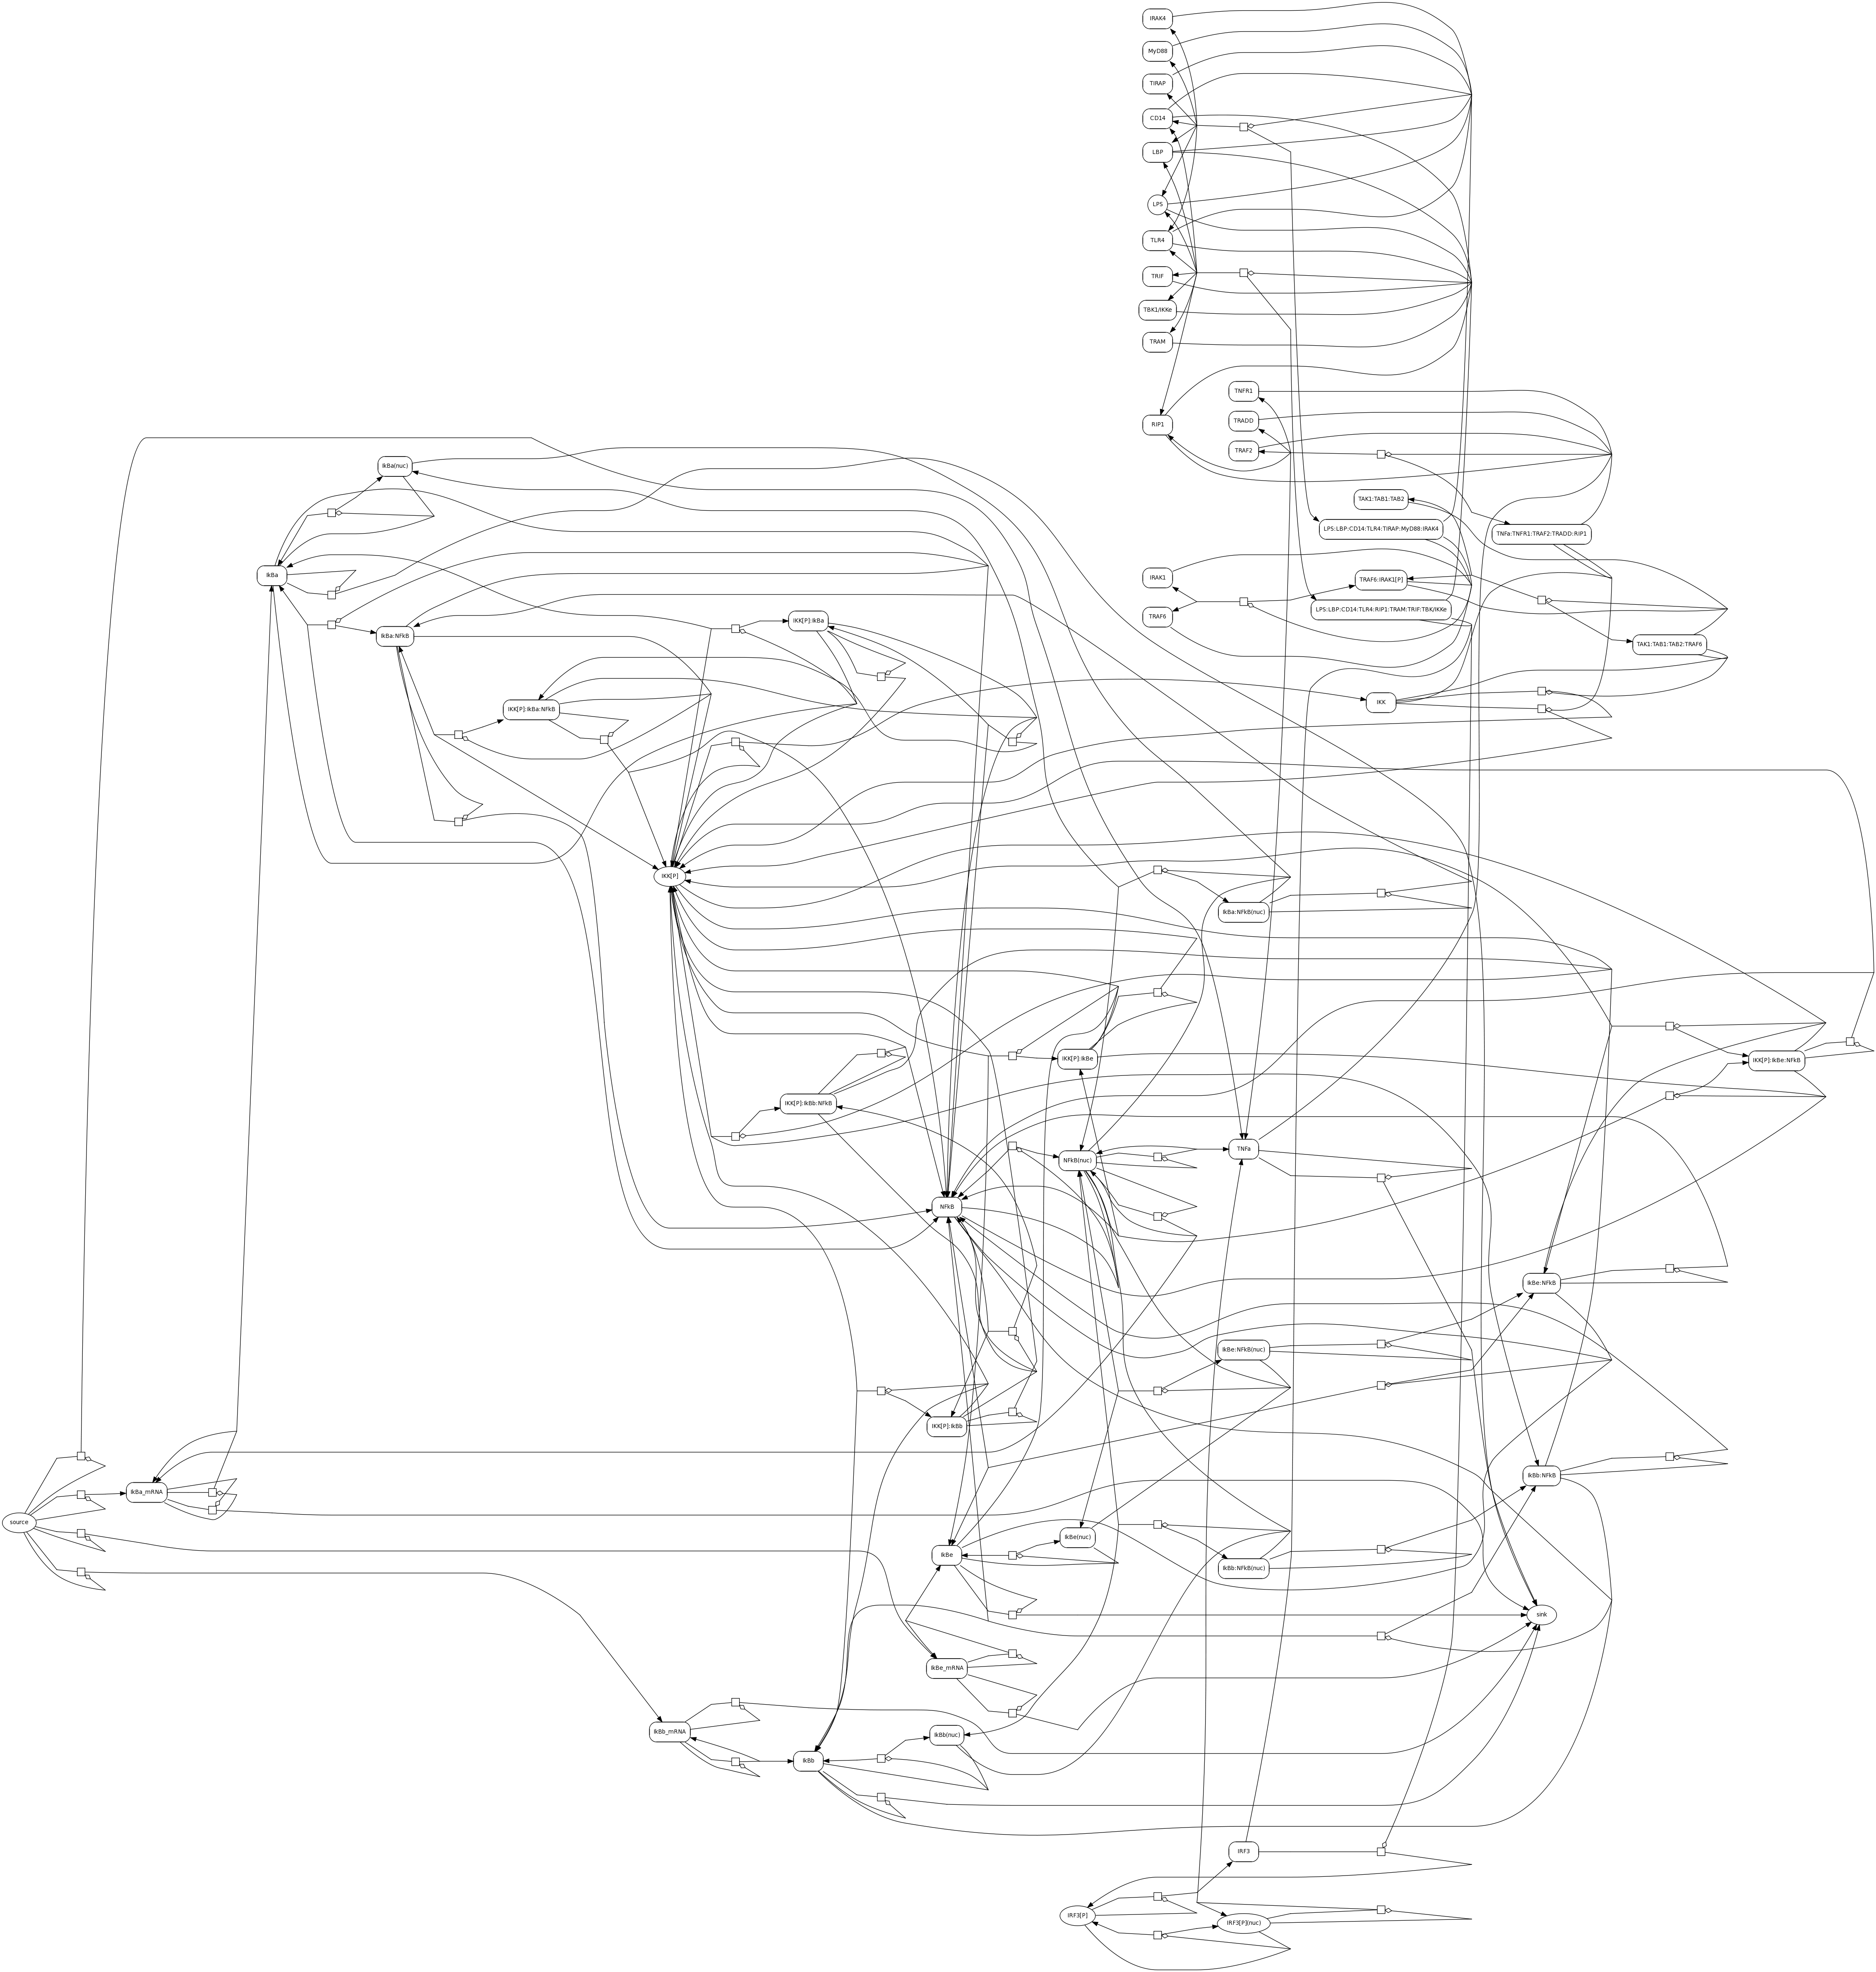 IRAK4
MyD88
TIRAP
CD14
LBP
LPS
TLR4
TRIF
TBK1/IKKe
TRAM
TNFR1
TRADD
RIP1
TRAF2
IkBa(nuc)
TAK1:TAB1:TAB2
LPS:LBP:CD14:TLR4:TIRAP:MyD88:IRAK4
TNFa:TNFR1:TRAF2:TRADD:RIP1
IkBa
IRAK1
TRAF6:IRAK1[P]
LPS:LBP:CD14:TLR4:RIP1:TRAM:TRIF:TBK/IKKe
TRAF6
IKK[P]:IkBa
IkBa:NFkB
TAK1:TAB1:TAB2:TRAF6
IKK
IKK[P]:IkBa:NFkB
IKK[P]
IkBa:NFkB(nuc)
IKK[P]:IkBe
IKK[P]:IkBe:NFkB
IKK[P]:IkBb:NFkB
TNFa
NFkB(nuc)
NFkB
IkBe:NFkB
IkBe:NFkB(nuc)
IKK[P]:IkBb
IkBb:NFkB
IkBa_mRNA
source
IkBe(nuc)
IkBe
IkBb:NFkB(nuc)
sink
IkBe_mRNA
IkBb_mRNA
IkBb(nuc)
IkBb
IRF3
IRF3[P]
IRF3[P](nuc)